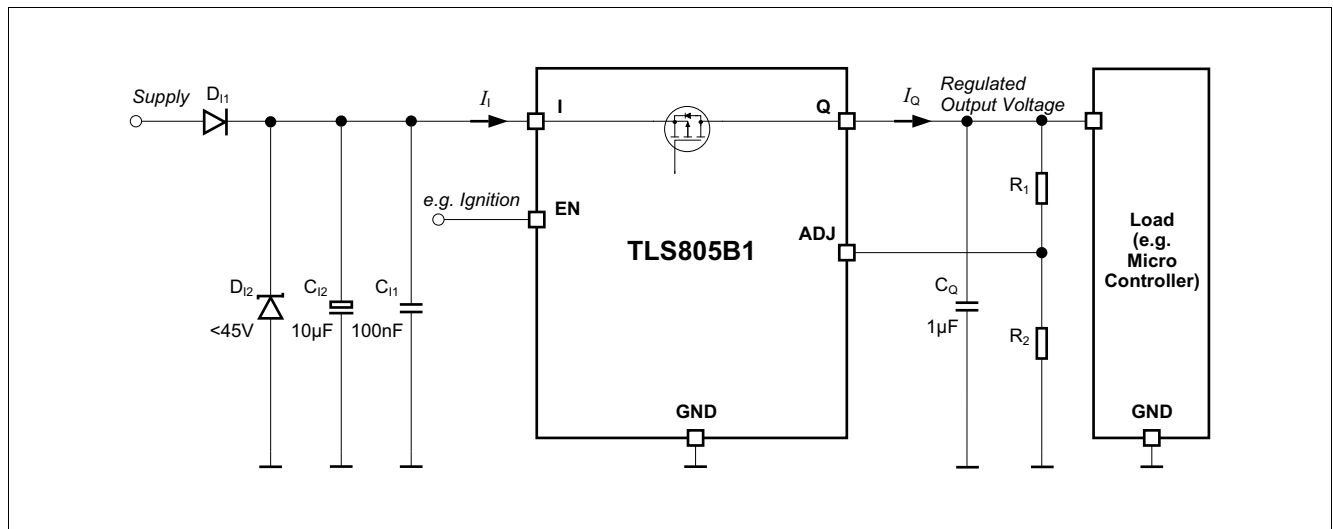 Supply
D_I1
I_I
I
Q
I_Q
Regulated
Output Voltage
e.g. Ignition
EN
TLS805B1
ADJ
R_1
Load
(e.g.
Micro
Controller)
D_I2
<45V
C_I2
10µF
C_I1
100nF
C_Q
1µF
R_2
GND
GND